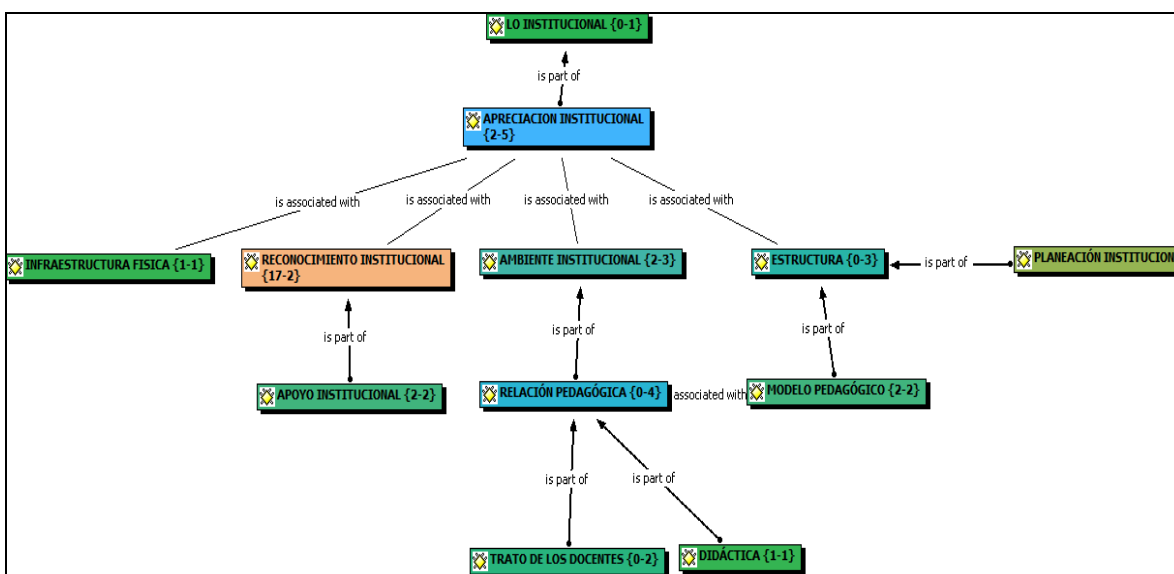 LO INSTITUCIONAL {0-1}
is part of
APRECIACION INSTITUCIONAL
{2-5}
is associated with
is associated with
is associated with
is associated with
INFRAESTRUCTURA FISICA {1-1}
RECONOCIMIENTO INSTITUCIONAL
{17-2}
AMBIENTE INSTITUCIONAL {2-3}
ESTRUCTURA {0-3}
is part of
PLANEACIÓN INSTITUCION
is part of
is part of
is part of
APOYO INSTITUCIONAL {2-2}
RELACIÓN PEDAGÓGICA {0-4}
associated with
MODELO PEDAGÓGICO {2-2}
is part of
is part of
TRATO DE LOS DOCENTES {0-2}
DIDÁCTICA {1-1}